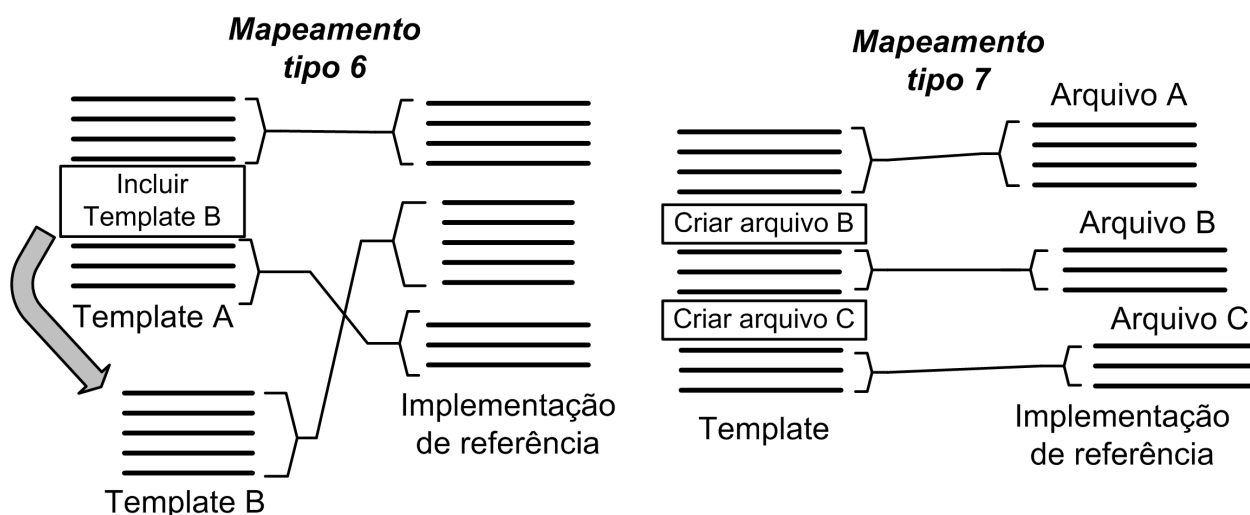 Mapeamento
tipo 6
Incluir
Template B
Template A
Template B
Implementação
de referência
Mapeamento
tipo 7
Arquivo A
Criar arquivo B
Arquivo B
Criar arquivo C
Arquivo C
Template
Implementação
de referência